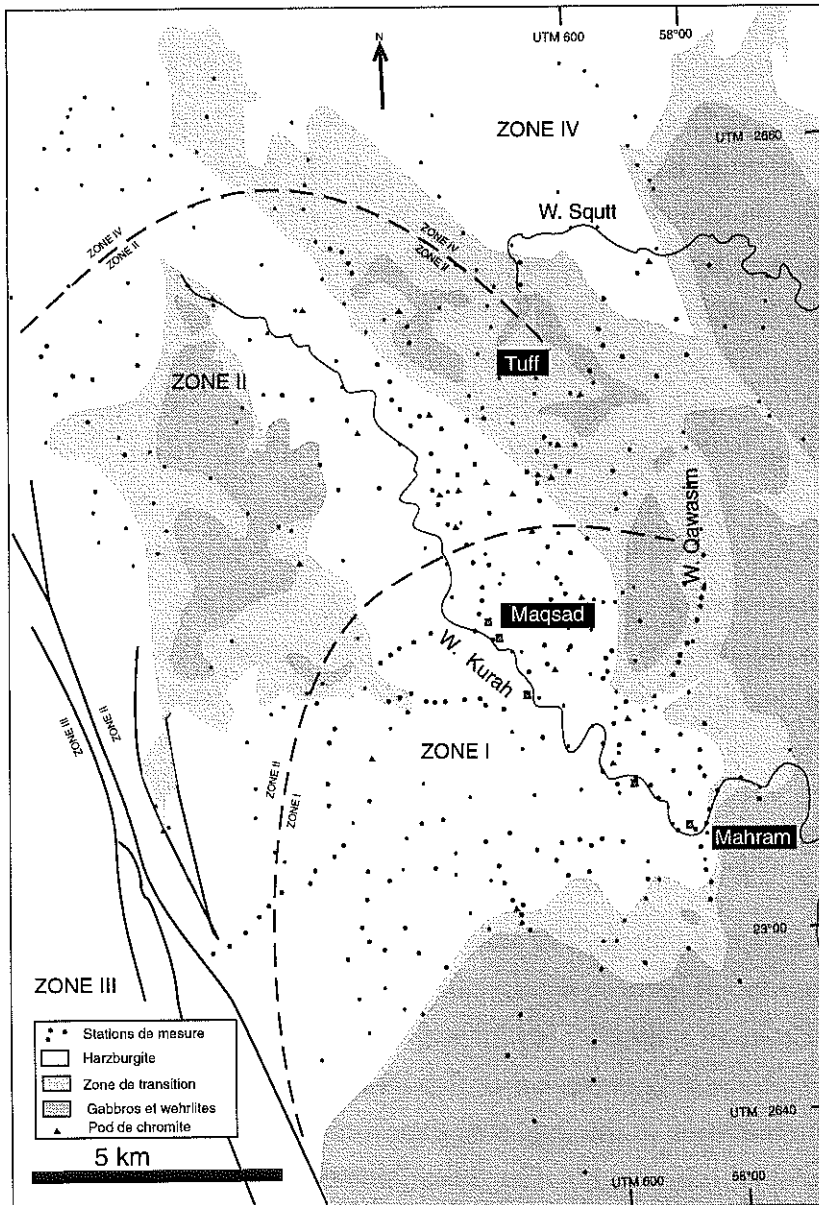 N
UTM 600
58°00
ZONE IV
UTM 2660
W. Squtt
ZONE IV
ZONE II
ZONE IV
ZONE II
Tuff
ZONE II
W. Qawasim
Maqsad
W. Kurah
ZONE III
ZONE II
ZONE I
ZONE II
ZONE I
Mahram
23°00
ZONE III
Stations de mesure
Harzburgite
Zone de transition
Gabbros et wehrlites
Pod de chromite
5 km
UTM 2640
UTM 600
58°00